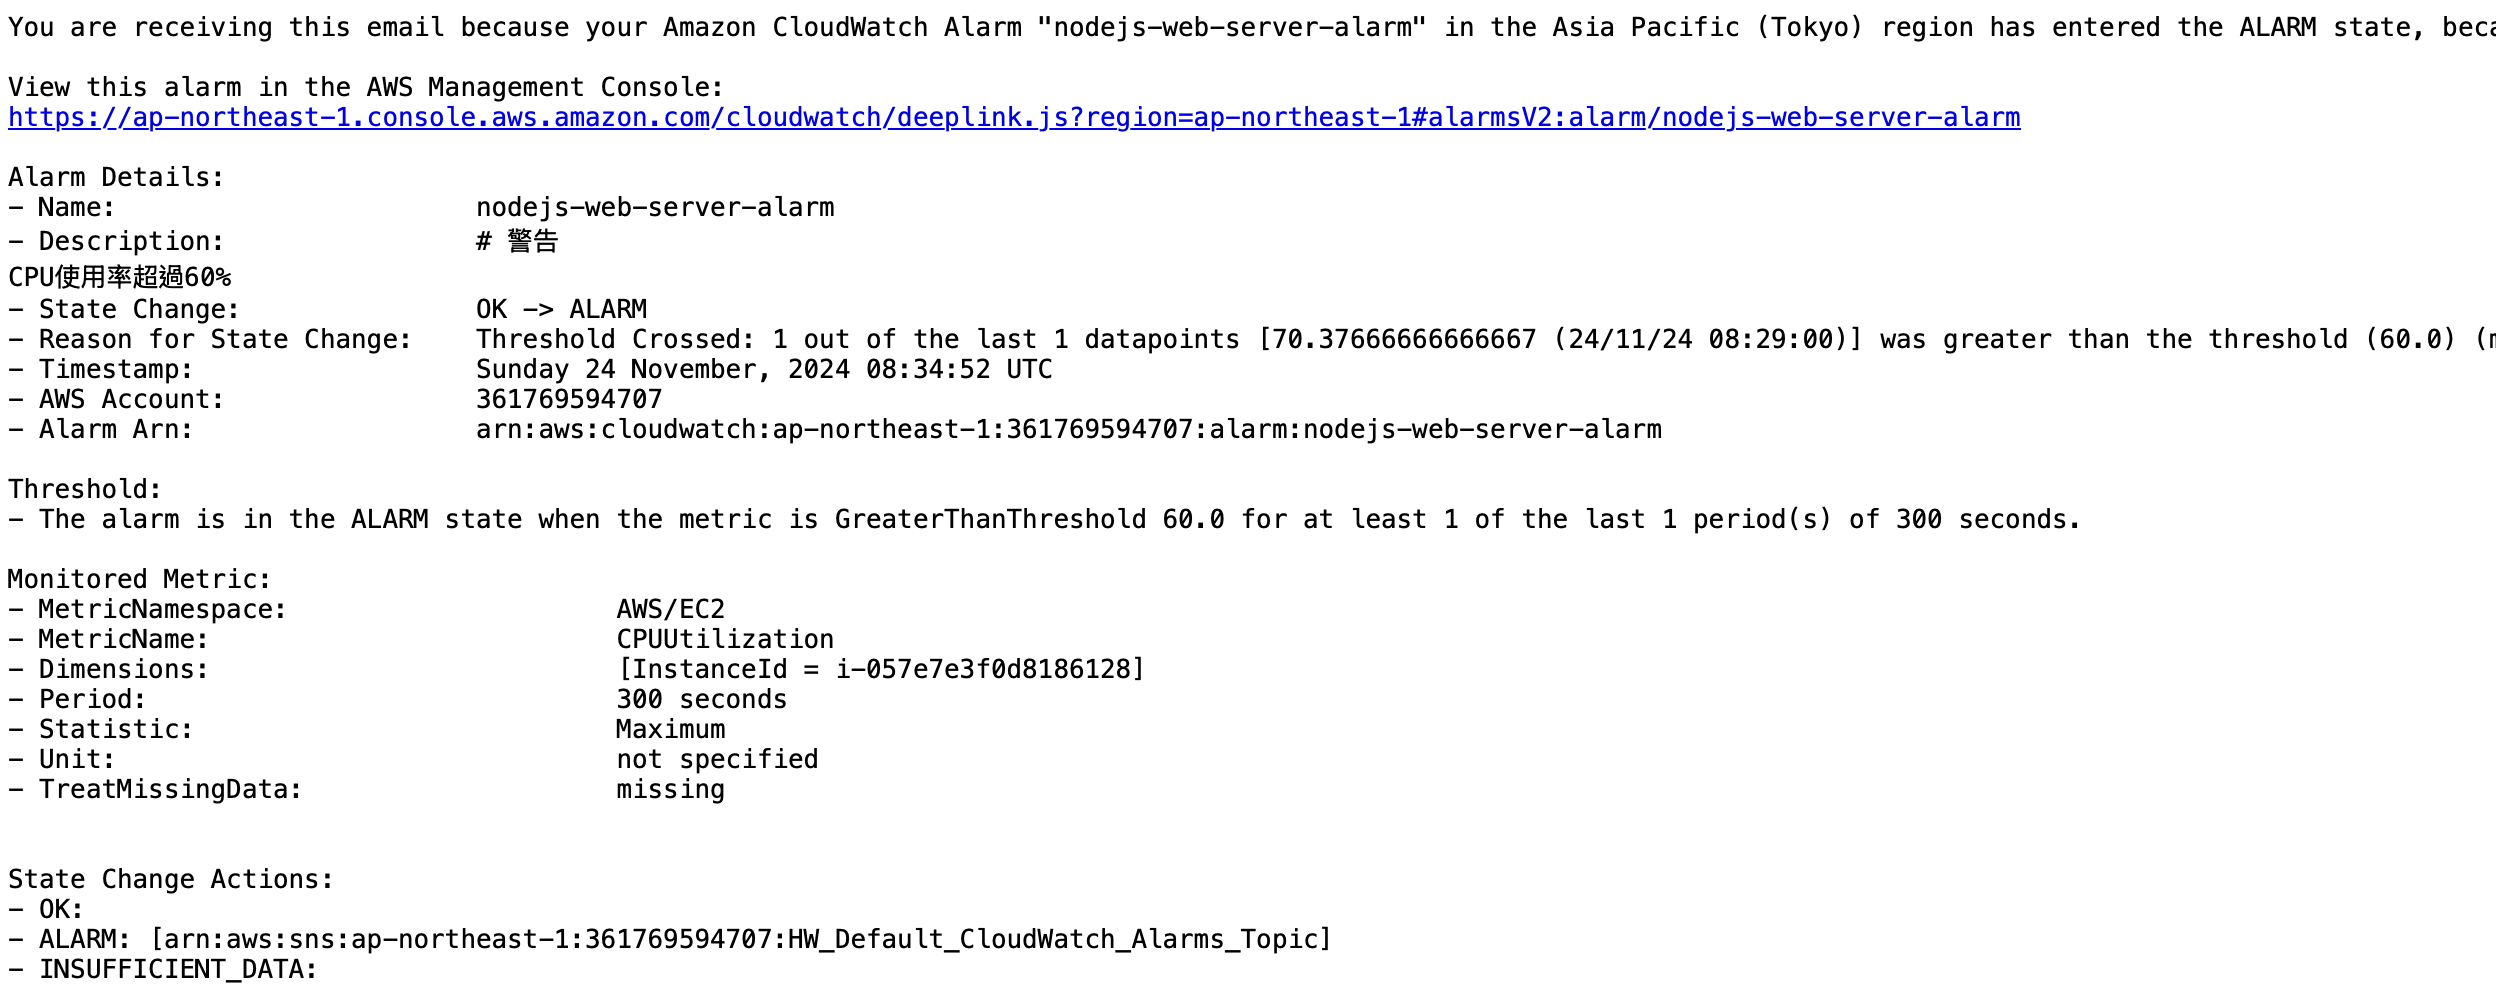 You are receiving this email because your Amazon CloudWatch Alarm "nodejs-web-server-alarm" in the Asia Pacific (Tokyo) region has entered the ALARM state,
View this alarm in the AWS Management Console:
https://ap-northeast-1.console.aws.amazon.com/cloudwatch/deeplink.js?region=ap-northeast-1#alarmsV2:alarm/nodejs-web-server-alarm
Alarm Details:
- Name: nodejs-web-server-alarm
- Description: # 警告
CPU使用率超過60%
- State Change: OK -> ALARM
- Reason for State Change: Threshold Crossed: 1 out of the last 1 datapoints [70.37666666666667 (24/11/24 08:29:00)] was greater than the threshold (60.0)
- Timestamp: Sunday 24 November, 2024 08:34:52 UTC
- AWS Account: 361769594707
- Alarm Arn: arn:aws:cloudwatch:ap-northeast-1:361769594707:alarm:nodejs-web-server-alarm
Threshold:
- The alarm is in the ALARM state when the metric is GreaterThanThreshold 60.0 for at least 1 of the last 1 period(s) of 300 seconds.
Monitored Metric:
- MetricNamespace: AWS/EC2
- MetricName: CPUUtilization
- Dimensions: [InstanceId = i-057e7e3f0d8186128]
- Period: 300 seconds
- Statistic: Maximum
- Unit: not specified
- TreatMissingData: missing
State Change Actions:
- OK:
- ALARM: [arn:aws:sns:ap-northeast-1:361769594707:HW_Default_CloudWatch_Alarms_Topic]
- INSUFFICIENT_DATA: